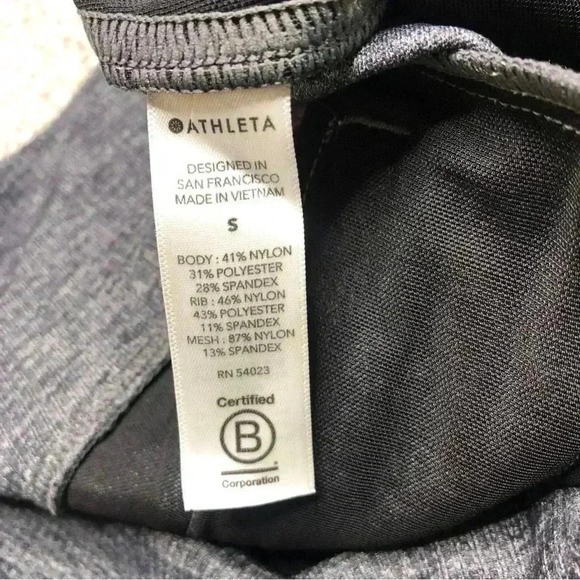 ATHLETA
DESIGNED IN
SAN FRANCISCO
MADE IN VIETNAM
S
BODY : 41% NYLON
31% POLYESTER
28% SPANDEX
RIB : 46% NYLON
43% POLYESTER
11% SPANDEX
MESH : 87% NYLON
13% SPANDEX
RN 54023
Certified
B
Corporation